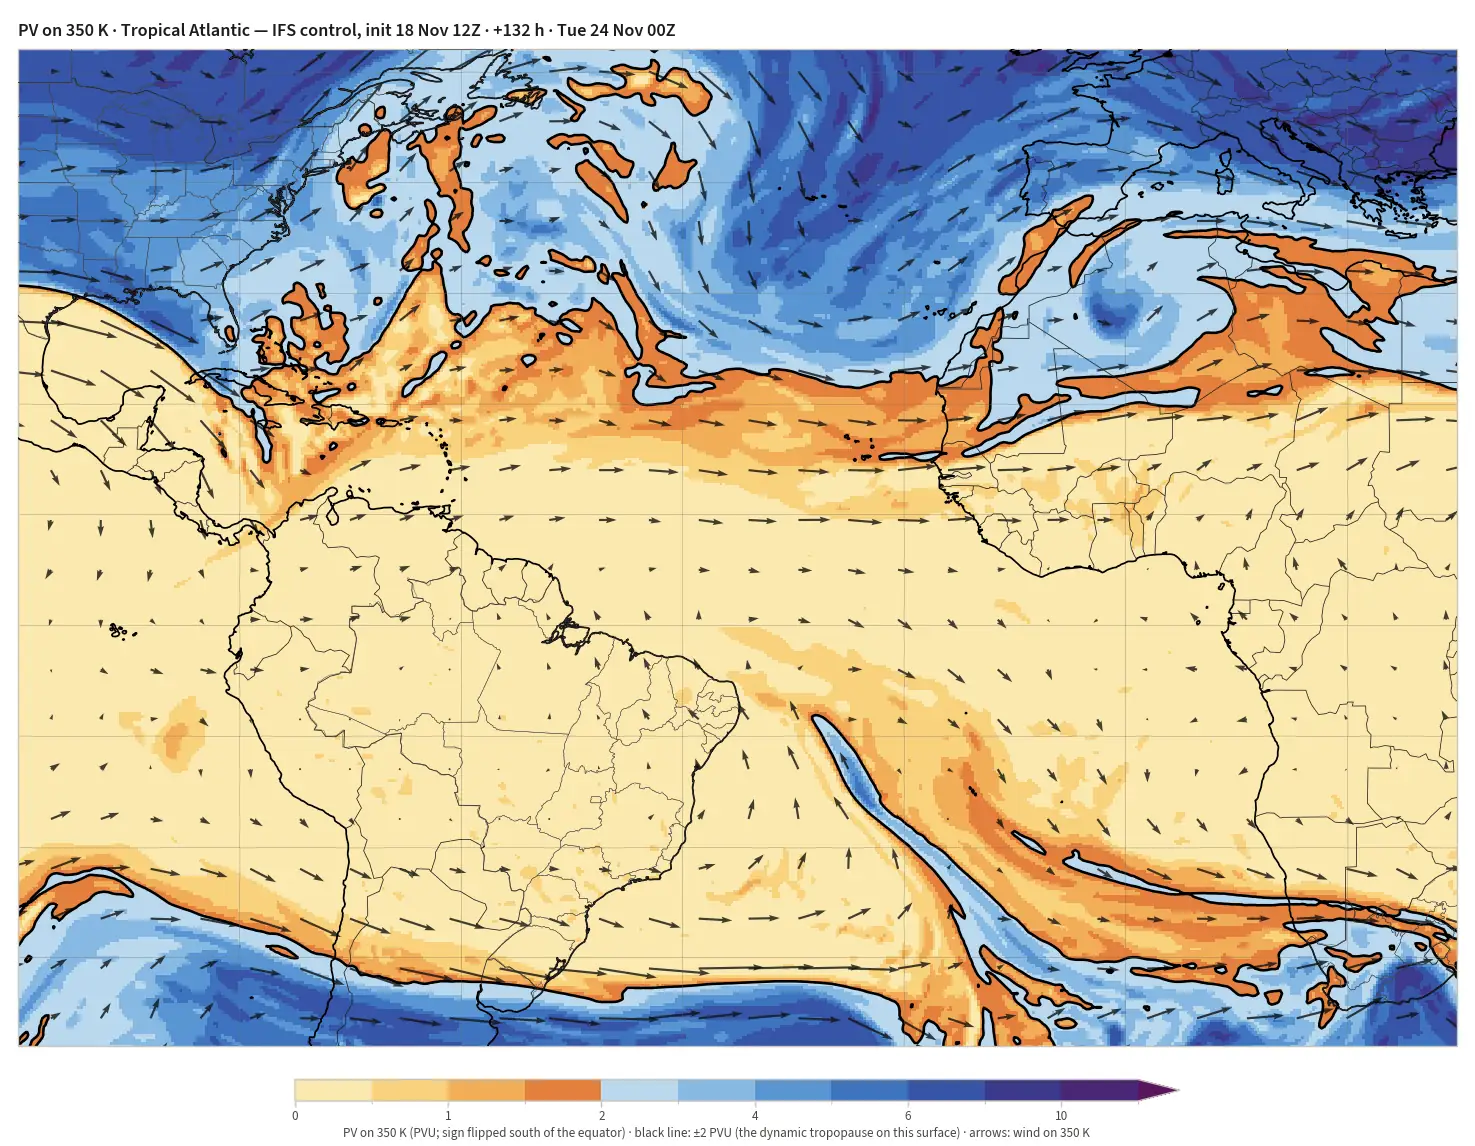 PV on 350 K · Tropical Atlantic — IFS control, init 18 Nov 12Z · +132 h · Tue 24 Nov 00Z
0 1 2 4 6 10
PV on 350 K (PVU; sign flipped south of the equator) · black line: ±2 PVU (the dynamic tropopause on this surface) · arrows: wind on 350 K